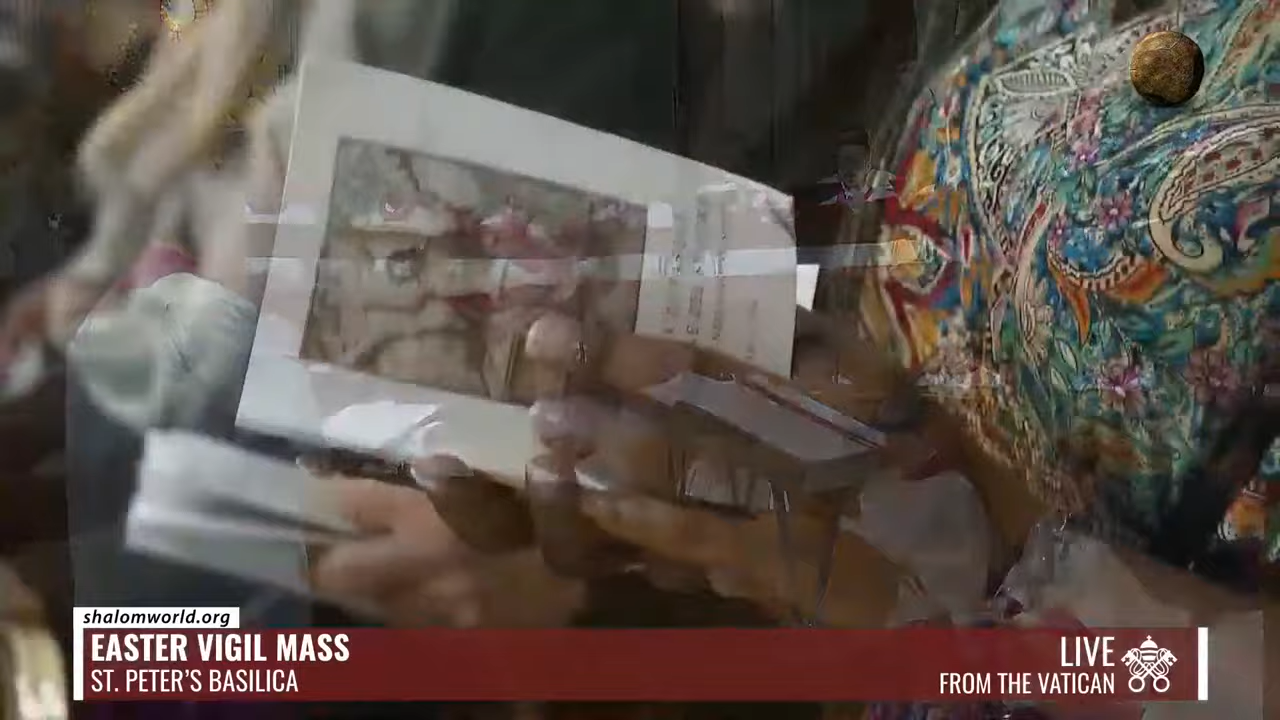 shalomworld.org
EASTER VIGIL MASS
ST. PETER'S BASILICA
LIVE
FROM THE VATICAN